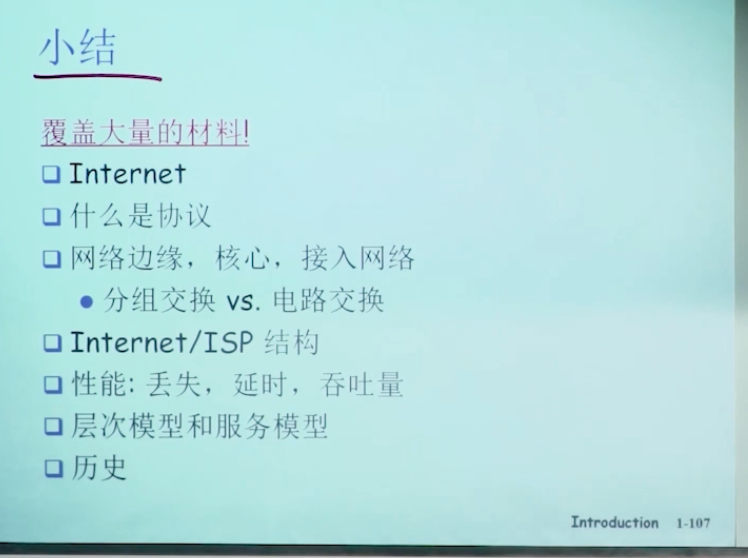 小结
覆盖大量的材料!
Internet
什么是协议
网络边缘, 核心, 接入网络
分组交换 vs. 电路交换
Internet/ISP 结构
性能: 丢失, 延时, 吞吐量
层次模型和服务模型
历史
Introduction 1-107